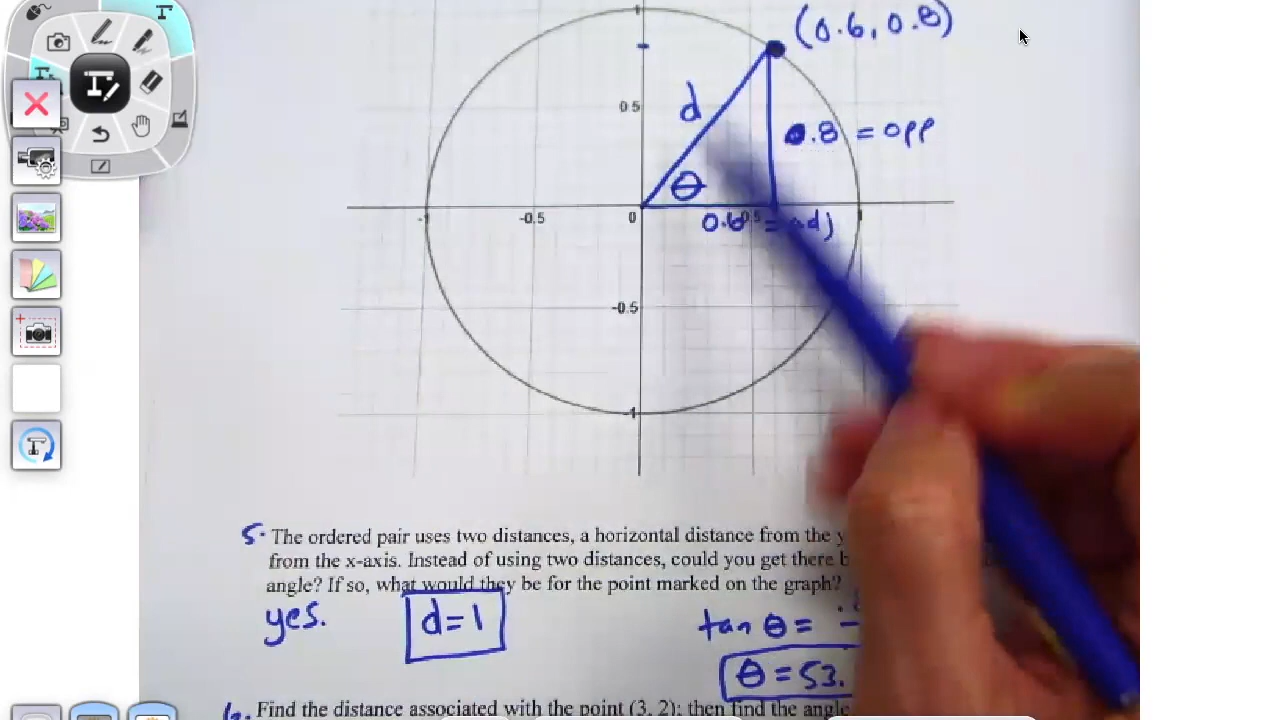 1
(0.6, 0.8)
0 5
d
0.8 = opp
θ
-1
-0.5
0
0.5
1
0.6 = adj
-0.5
-1
5. The ordered pair uses two distances, a horizontal distance from the y
from the x-axis. Instead of using two distances, could you get there b
angle? If so, what would they be for the point marked on the graph?
yes.
d=1
tan θ =
θ = 53.
6. Find the distance associated with the point (3, 2); then find the angle